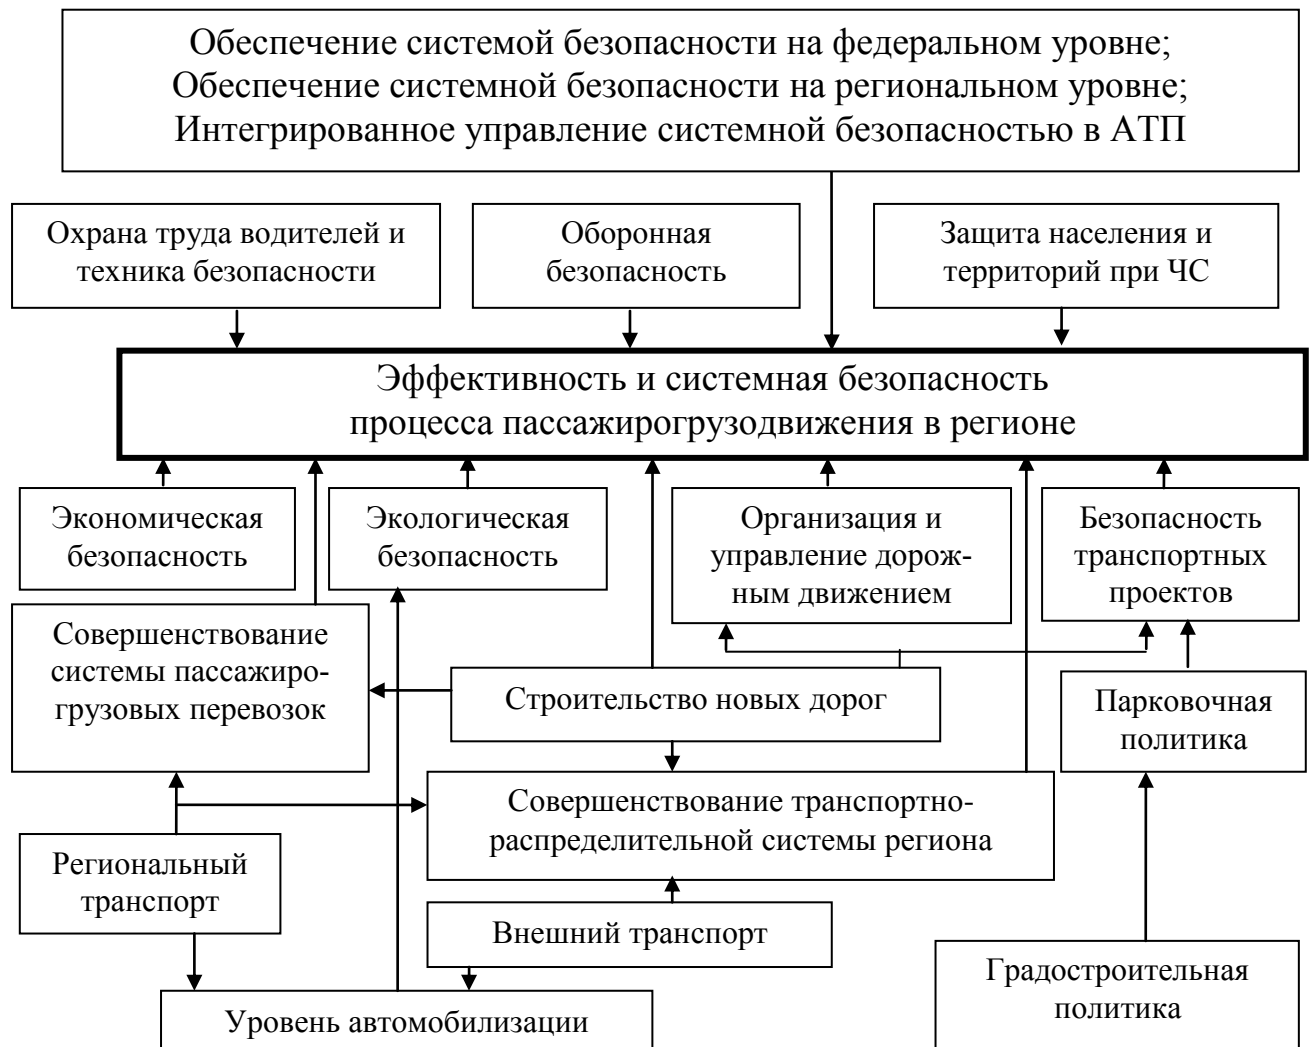 Обеспечение системой безопасности на федеральном уровне;
Обеспечение системной безопасности на региональном уровне;
Интегрированное управление системной безопасностью в АТП
Охрана труда водителей и
техника безопасности
Оборонная
безопасность
Защита населения и
территорий при ЧС
Эффективность и системная безопасность
процесса пассажирогрузодвижения в регионе
Экономическая
безопасность
Экологическая
безопасность
Организация и
управление дорож-
ным движением
Безопасность
транспортных
проектов
Совершенствование
системы пассажиро-
грузовых перевозок
Строительство новых дорог
Парковочная
политика
Совершенствование транспортно-
распределительной системы региона
Региональный
транспорт
Внешний транспорт
Градостроительная
политика
Уровень автомобилизации